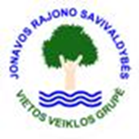 JONAVOS RAJONO SAVIVALDYBĖS
VIETOS VEIKLOS GRUPĖ